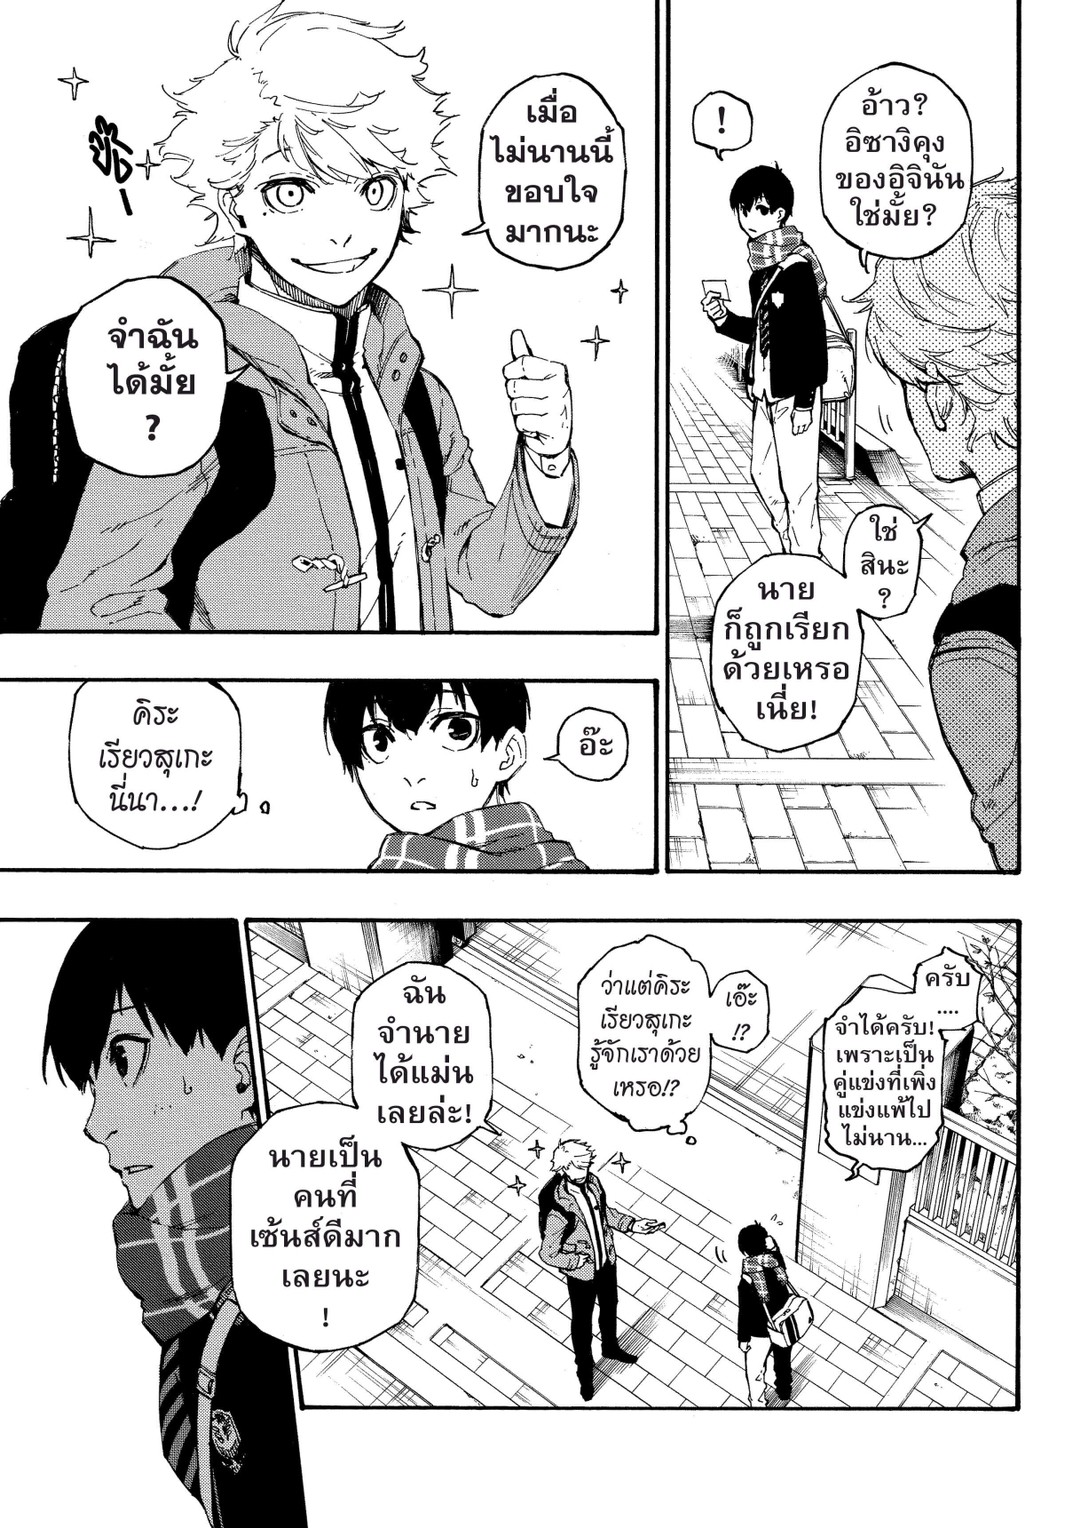 อ้าว?
อิซางิคุง
ของอิจินัน
ใช่มั้ย?
!
ใช่
สินะ
?
นาย
ก็ถูกเรียก
ด้วยเหรอ
เนี่ย!
เมื่อ
ไม่นานนี้
ขอบใจ
มากนะ
จำฉัน
ได้มั้ย
?
อ๊ะ
คิระ
เรียวสุเกะ
นี่นา...!
ครับ
....
จำได้ครับ!
เพราะเป็น
คู่แข่งที่เพิ่ง
แข่งแพ้ไป
ไม่นาน...
เอ๊ะ
!?
ว่าแต่คิระ
เรียวสุเกะ
รู้จักเราด้วย
เหรอ!?
ฉัน
จำนาย
ได้แม่น
เลยล่ะ!
นายเป็น
คนที่
เซ้นส์ดีมาก
เลยนะ
!